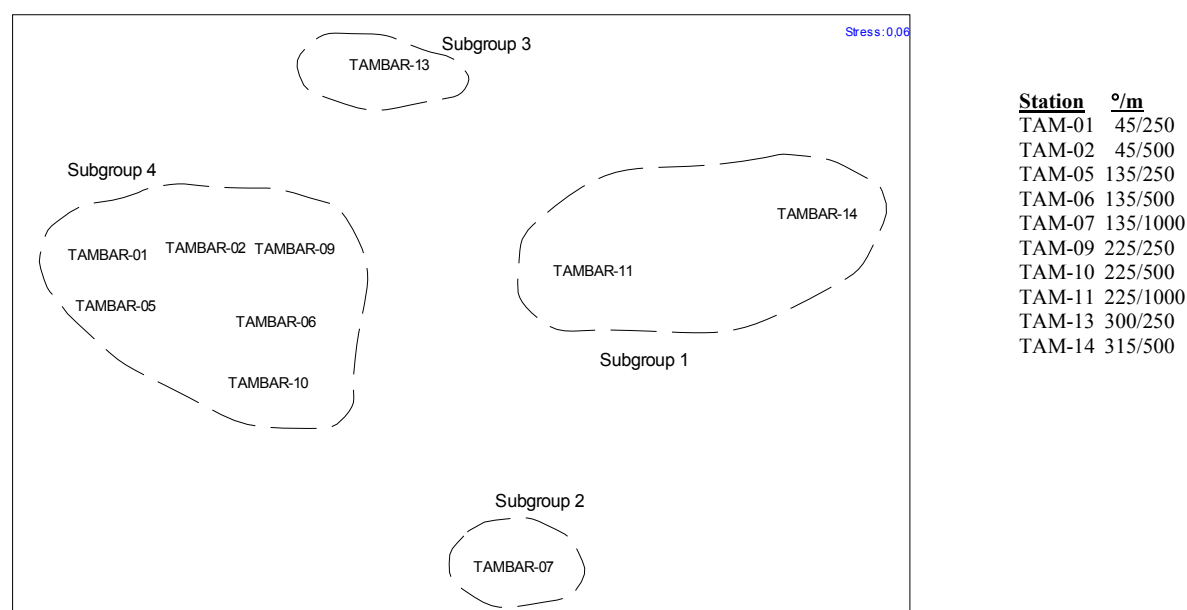 Stress: 0,06
Subgroup 3
TAMBAR-13
Subgroup 4
TAMBAR-14
TAMBAR-01
TAMBAR-02
TAMBAR-09
TAMBAR-11
TAMBAR-05
TAMBAR-06
Subgroup 1
TAMBAR-10
Subgroup 2
TAMBAR-07
Station °/m
TAM-01 45/250
TAM-02 45/500
TAM-05 135/250
TAM-06 135/500
TAM-07 135/1000
TAM-09 225/250
TAM-10 225/500
TAM-11 225/1000
TAM-13 300/250
TAM-14 315/500